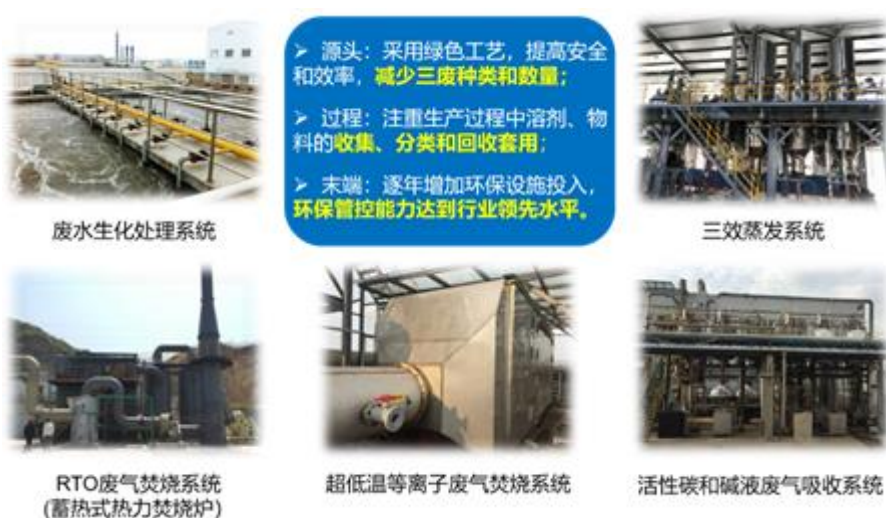 ➢ 源头：采用绿色工艺，提高安全
和效率，减少三废种类和数量；
➢ 过程：注重生产过程中溶剂、物
料的收集、分类和回收套用；
➢ 末端：逐年增加环保设施投入，
环保管控能力达到行业领先水平。
废水生化处理系统
三效蒸发系统
RTO废气焚烧系统
(蓄热式热力焚烧炉)
超低温等离子废气焚烧系统
活性碳和碱液废气吸收系统